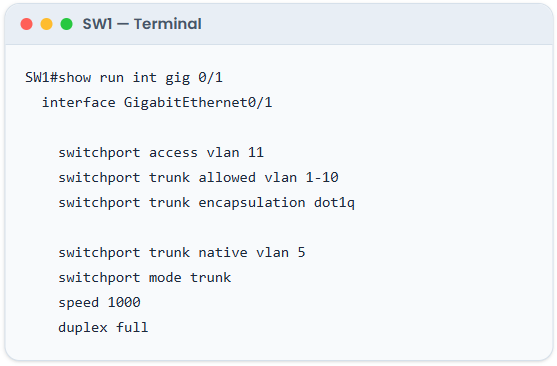 SW1 — Terminal
SW1#show run int gig 0/1
interface GigabitEthernet0/1
switchport access vlan 11
switchport trunk allowed vlan 1-10
switchport trunk encapsulation dot1q
switchport trunk native vlan 5
switchport mode trunk
speed 1000
duplex full